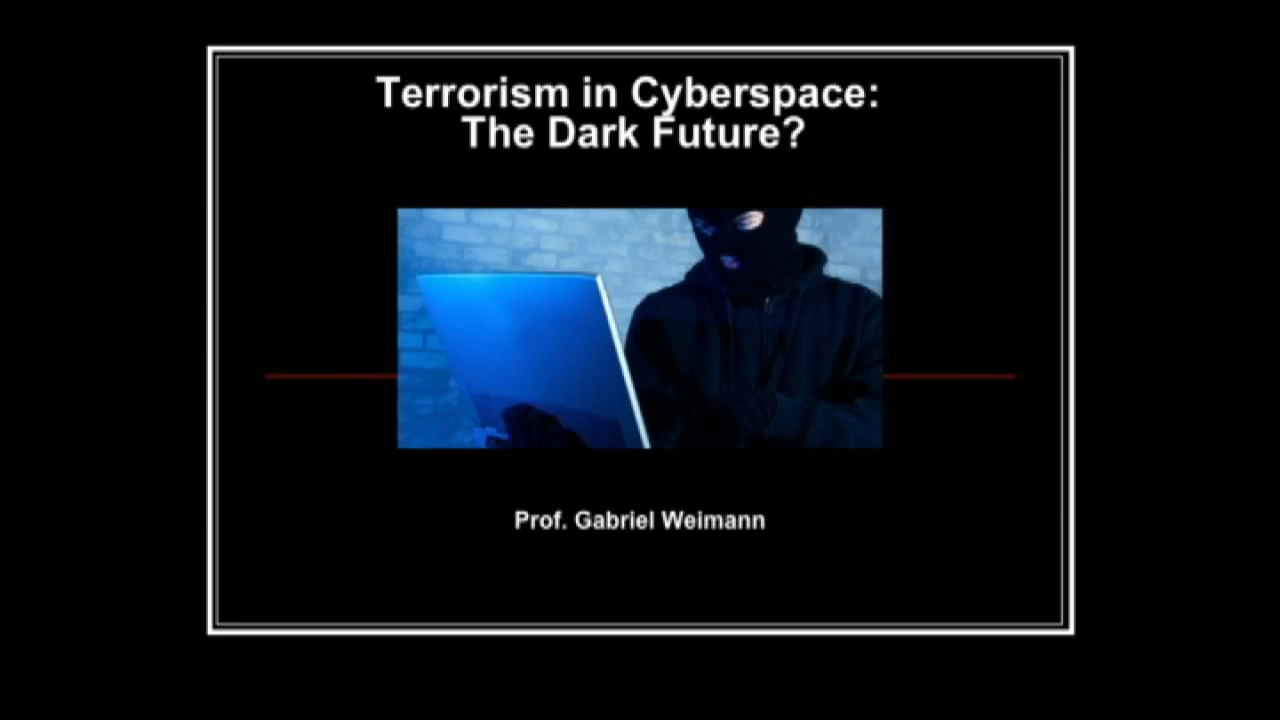 Terrorism in Cyberspace:
The Dark Future?
Prof. Gabriel Weimann